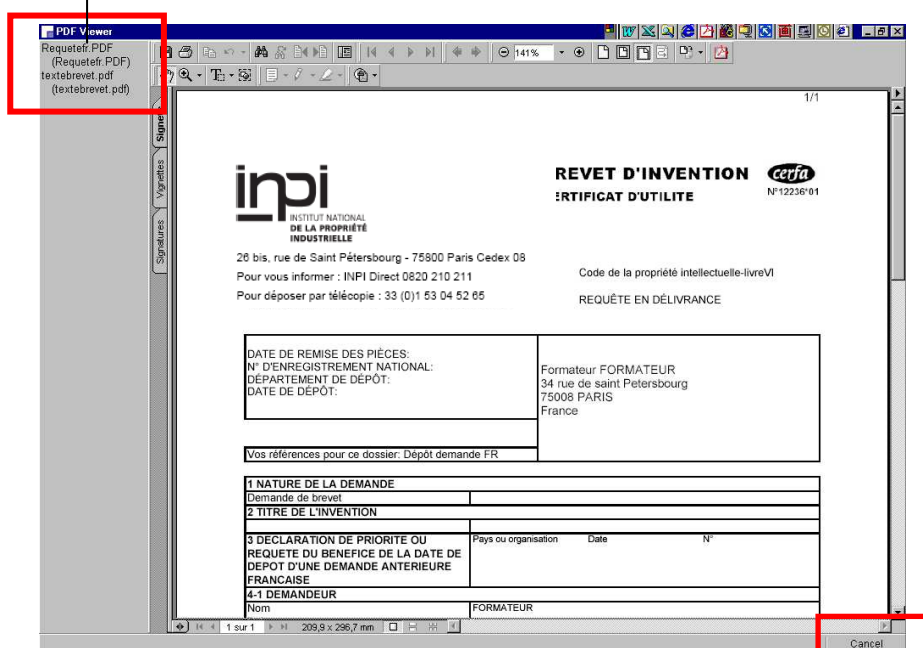 PDF Viewer
Requetefr.PDF
(Requetefr.PDF)
textebrevet.pdf
(textebrevet.pdf)
141%
Signets
Vignettes
Signatures
1/1
inpi
INSTITUT NATIONAL
DE LA PROPRIÉTÉ
INDUSTRIELLE
REVET D'INVENTION
ERTIFICAT D'UTILITE
cerfa
N°12236*01
26 bis, rue de Saint Pétersbourg - 75800 Paris Cedex 08
Pour vous informer : INPI Direct 0820 210 211
Pour déposer par télécopie : 33 (0)1 53 04 52 65
Code de la propriété intellectuelle-livreVI
REQUÊTE EN DÉLIVRANCE
DATE DE REMISE DES PIÈCES:
N° D'ENREGISTREMENT NATIONAL:
DÉPARTEMENT DE DÉPÔT:
DATE DE DÉPÔT:
Formateur FORMATEUR
34 rue de saint Petersbourg
75008 PARIS
France
Vos références pour ce dossier: Dépôt demande FR
1 NATURE DE LA DEMANDE
Demande de brevet
2 TITRE DE L'INVENTION
3 DECLARATION DE PRIORITE OU
REQUETE DU BENEFICE DE LA DATE DE
DEPOT D'UNE DEMANDE ANTERIEURE
FRANCAISE
Pays ou organisation Date N°
4-1 DEMANDEUR
Nom FORMATEUR
1 sur 1 209,9 x 296,7 mm
Cancel